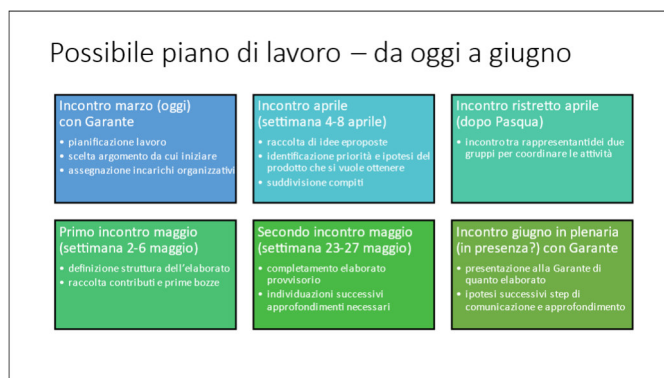 Possibile piano di lavoro – da oggi a giugno
Incontro marzo (oggi)
con Garante
• pianificazione lavoro
• scelta argomento da cui iniziare
• assegnazione incarichi organizzativi
Incontro aprile
(settimana 4-8 aprile)
• raccolta di idee eproposte
• identificazione priorità e ipotesi del
prodotto che si vuole ottenere
• suddivisione compiti
Incontro ristretto aprile
(dopo Pasqua)
• incontro tra rappresentanti dei due
gruppi per coordinare le attività
Primo incontro maggio
(settimana 2-6 maggio)
• definizione struttura dell'elaborato
• raccolta contributi e prime bozze
Secondo incontro maggio
(settimana 23-27 maggio)
• completamento elaborato
provvisorio
• individuazioni successivi
approfondimenti necessari
Incontro giugno in plenaria
(in presenza?) con Garante
• presentazione alla Garante di
quanto elaborato
• ipotesi successivi step di
comunicazione e approfondimento